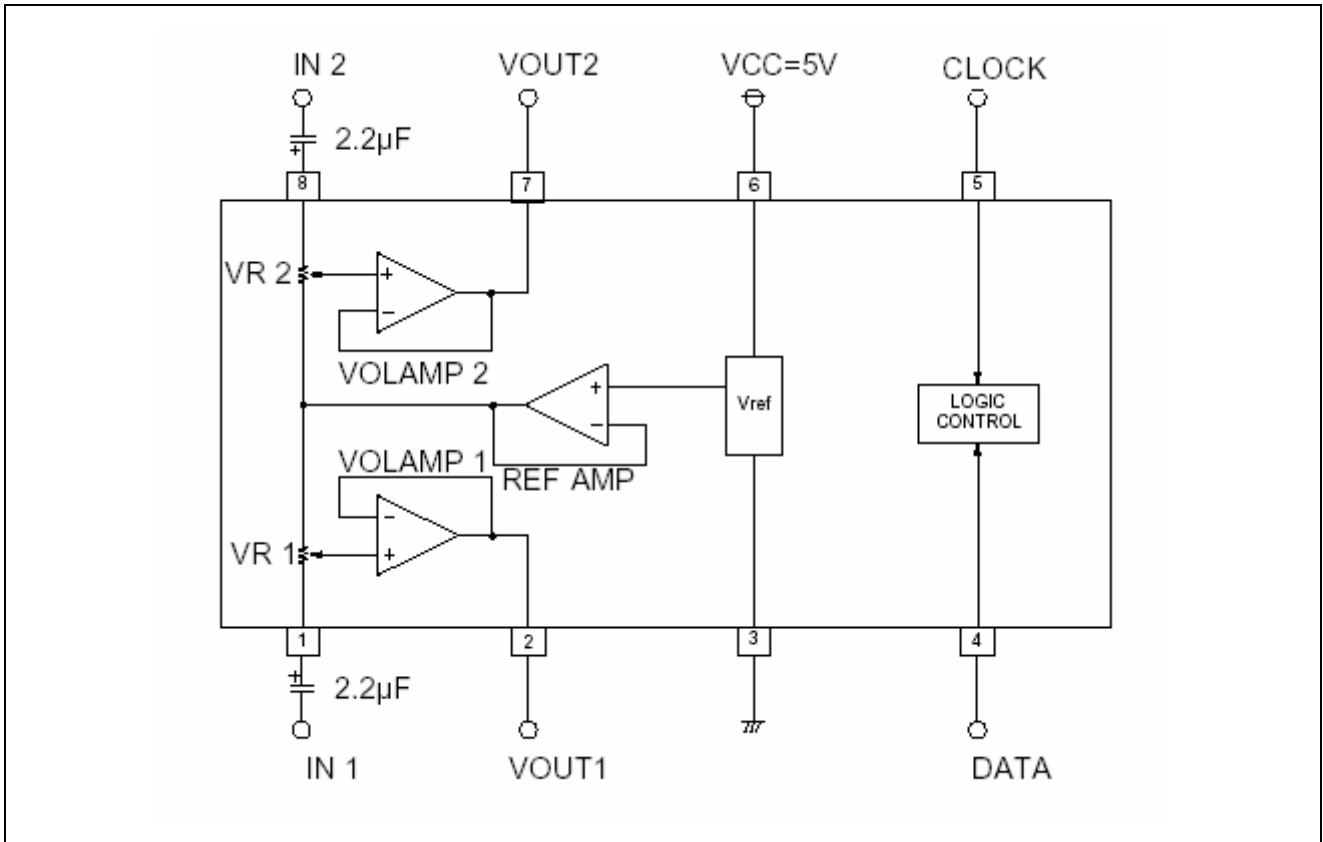 IN 2 VOUT2 VCC=5V CLOCK
2.2µF
+
8 7 6 5
VR 2
+
−
VOLAMP 2
+
−
Vref
LOGIC
CONTROL
VOLAMP 1
REF AMP
−
+
VR 1
1 2 3 4
+
2.2µF
IN 1 VOUT1 DATA